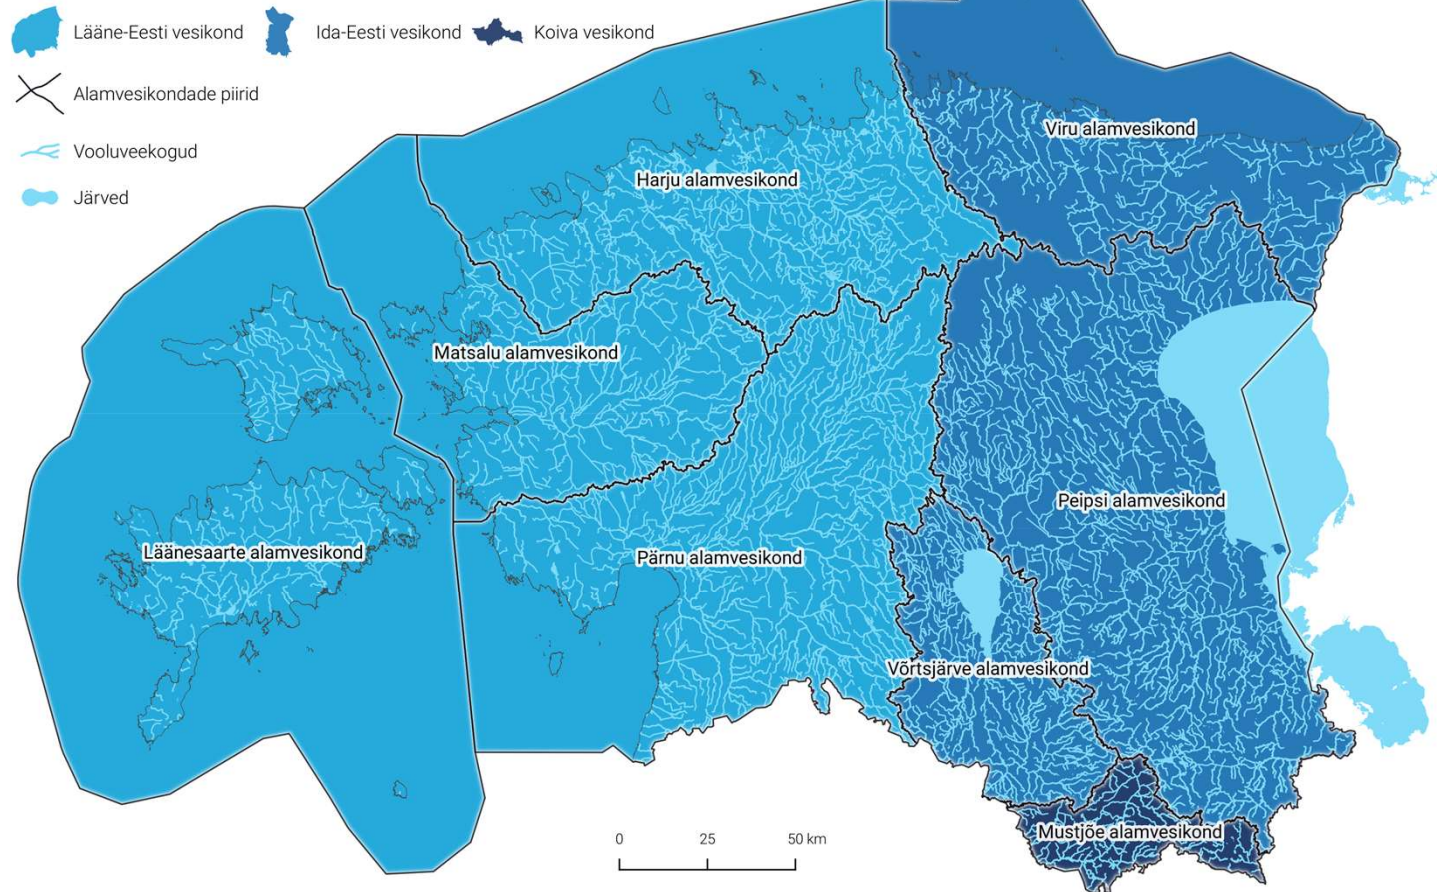 Lääne-Eesti vesikond
Ida-Eesti vesikond
Koiva vesikond
Alamvesikondade piirid
Vooluveekogud
Järved
Viru alamvesikond
Harju alamvesikond
Matsalu alamvesikond
Peipsi alamvesikond
Läänesaarte alamvesikond
Pärnu alamvesikond
Võrtsjärve alamvesikond
Mustjõe alamvesikond
0 25 50 km